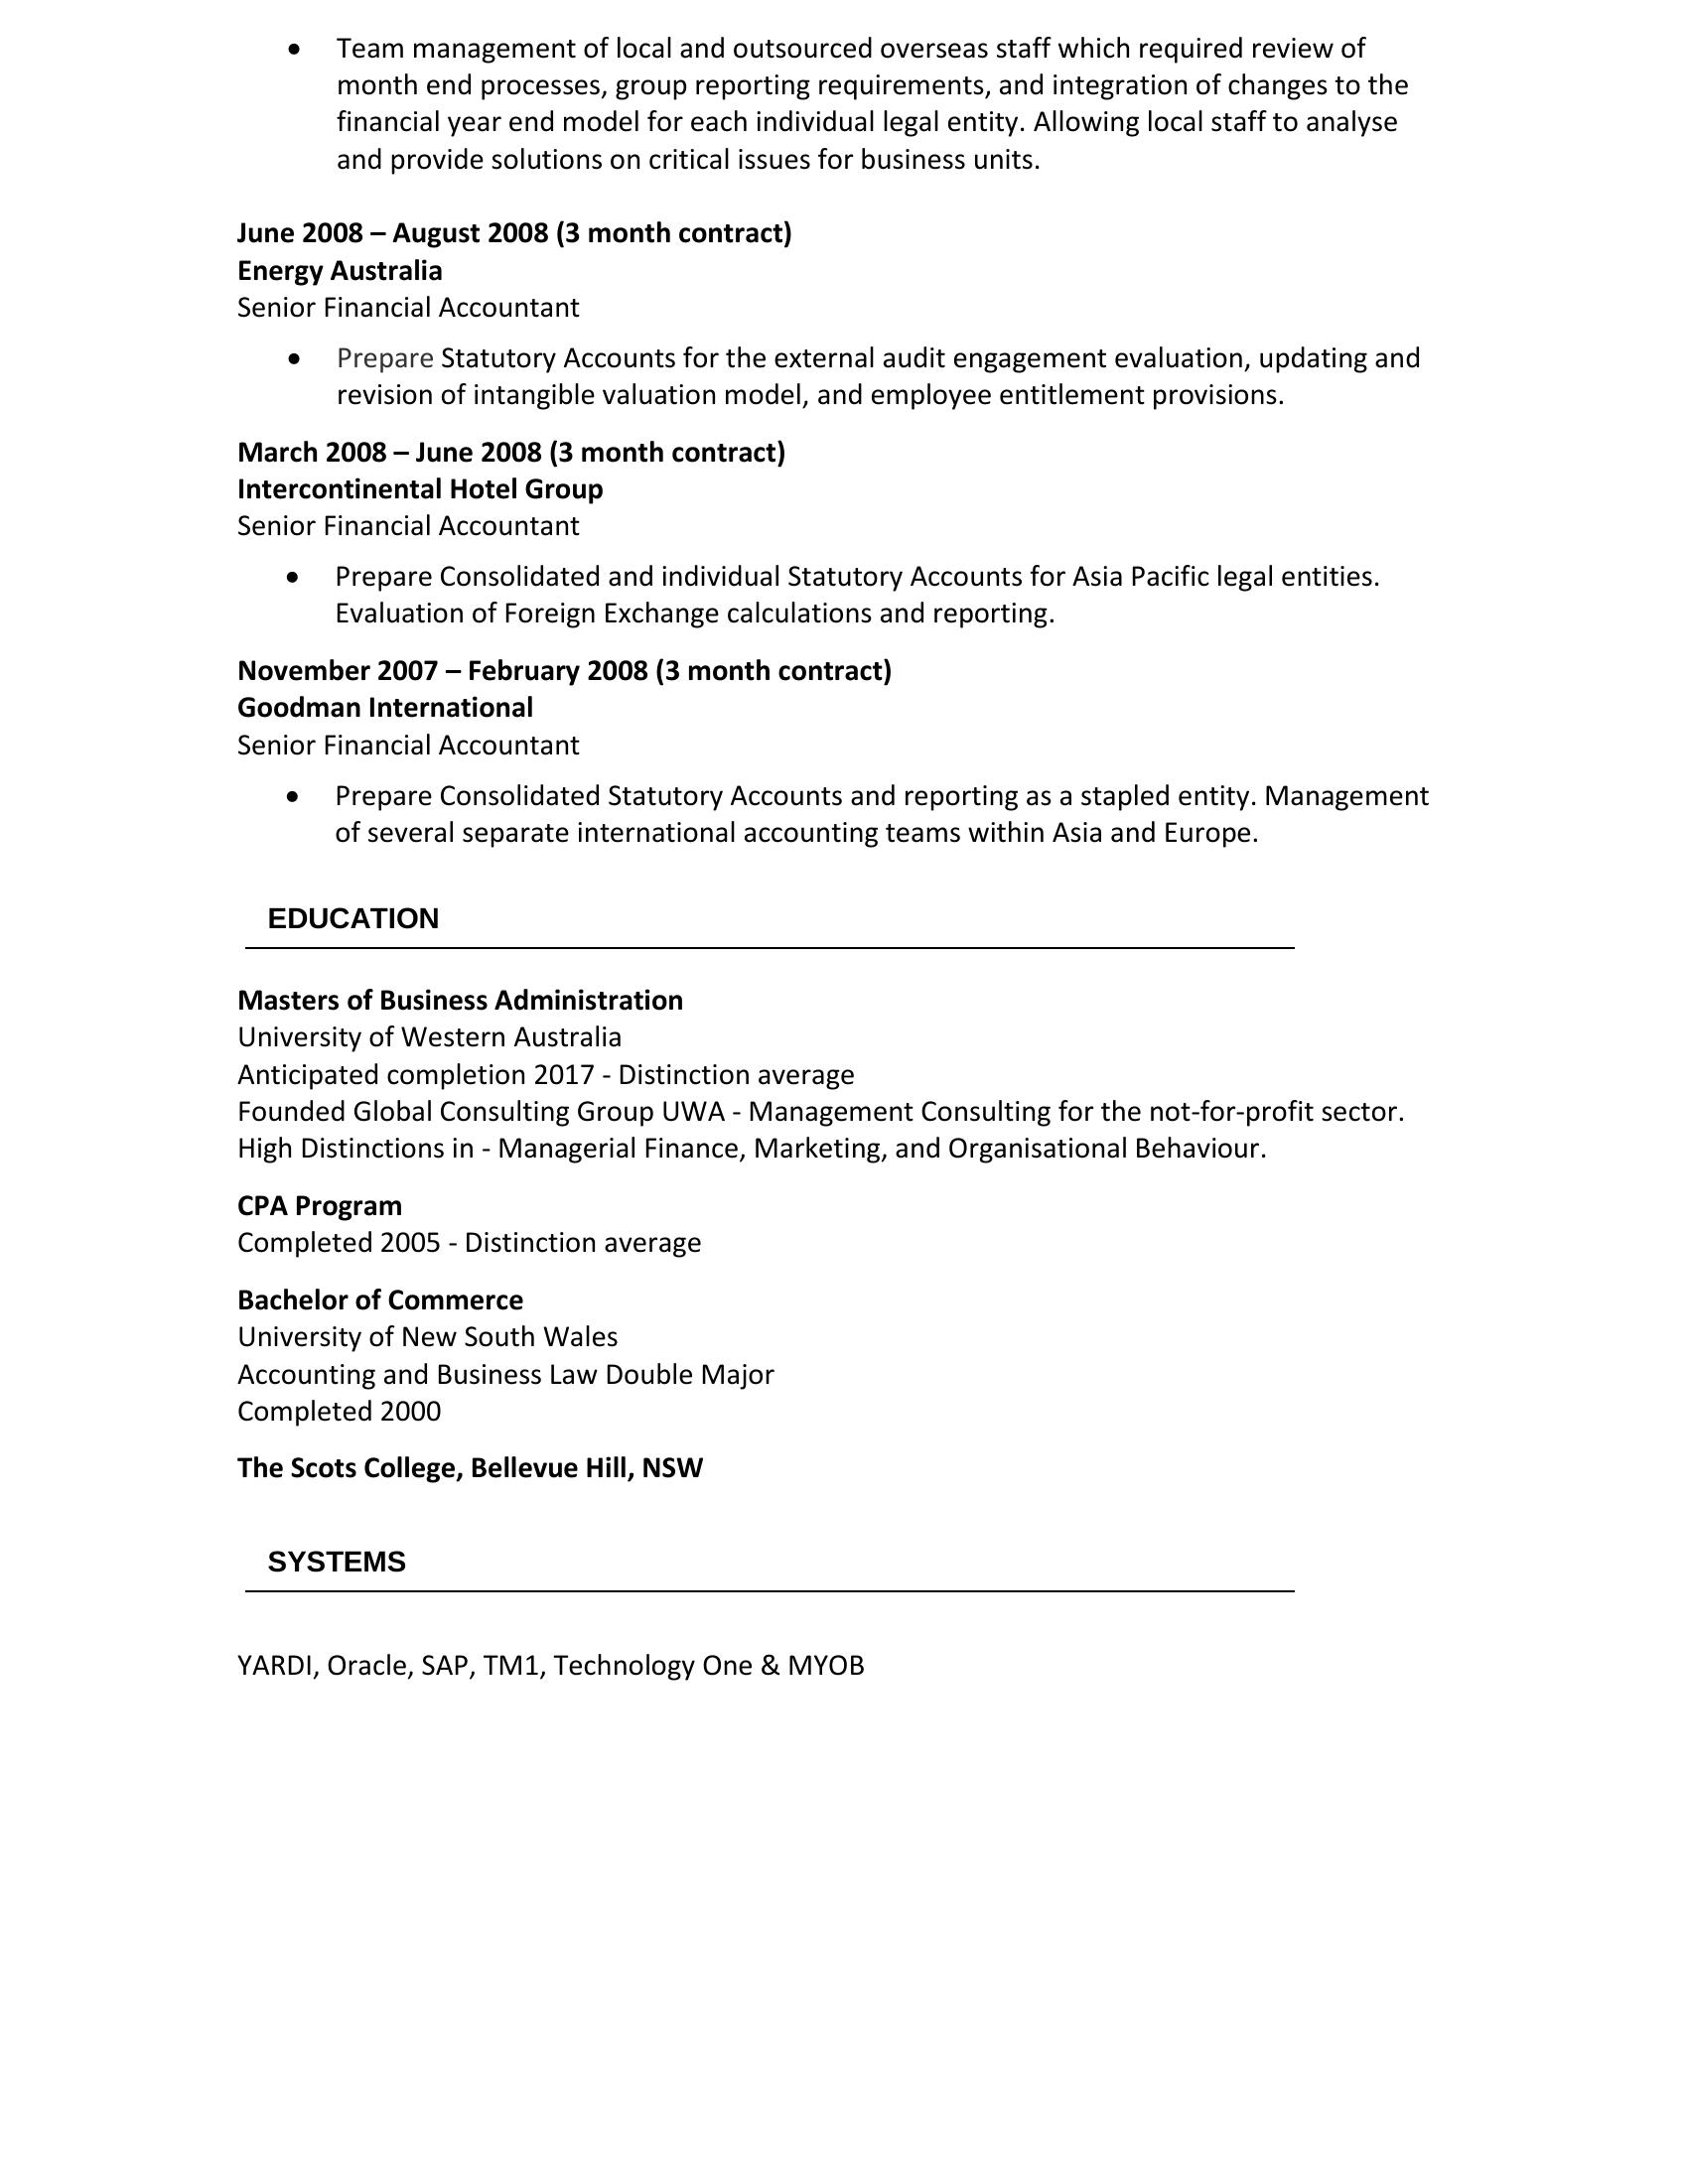 • Team management of local and outsourced overseas staff which required review of
month end processes, group reporting requirements, and integration of changes to the
financial year end model for each individual legal entity. Allowing local staff to analyse
and provide solutions on critical issues for business units.
June 2008 – August 2008 (3 month contract)
Energy Australia
Senior Financial Accountant
• Prepare Statutory Accounts for the external audit engagement evaluation, updating and
revision of intangible valuation model, and employee entitlement provisions.
March 2008 – June 2008 (3 month contract)
Intercontinental Hotel Group
Senior Financial Accountant
• Prepare Consolidated and individual Statutory Accounts for Asia Pacific legal entities.
Evaluation of Foreign Exchange calculations and reporting.
November 2007 – February 2008 (3 month contract)
Goodman International
Senior Financial Accountant
• Prepare Consolidated Statutory Accounts and reporting as a stapled entity. Management
of several separate international accounting teams within Asia and Europe.
EDUCATION
Masters of Business Administration
University of Western Australia
Anticipated completion 2017 - Distinction average
Founded Global Consulting Group UWA - Management Consulting for the not-for-profit sector.
High Distinctions in - Managerial Finance, Marketing, and Organisational Behaviour.
CPA Program
Completed 2005 - Distinction average
Bachelor of Commerce
University of New South Wales
Accounting and Business Law Double Major
Completed 2000
The Scots College, Bellevue Hill, NSW
SYSTEMS
YARDI, Oracle, SAP, TM1, Technology One & MYOB